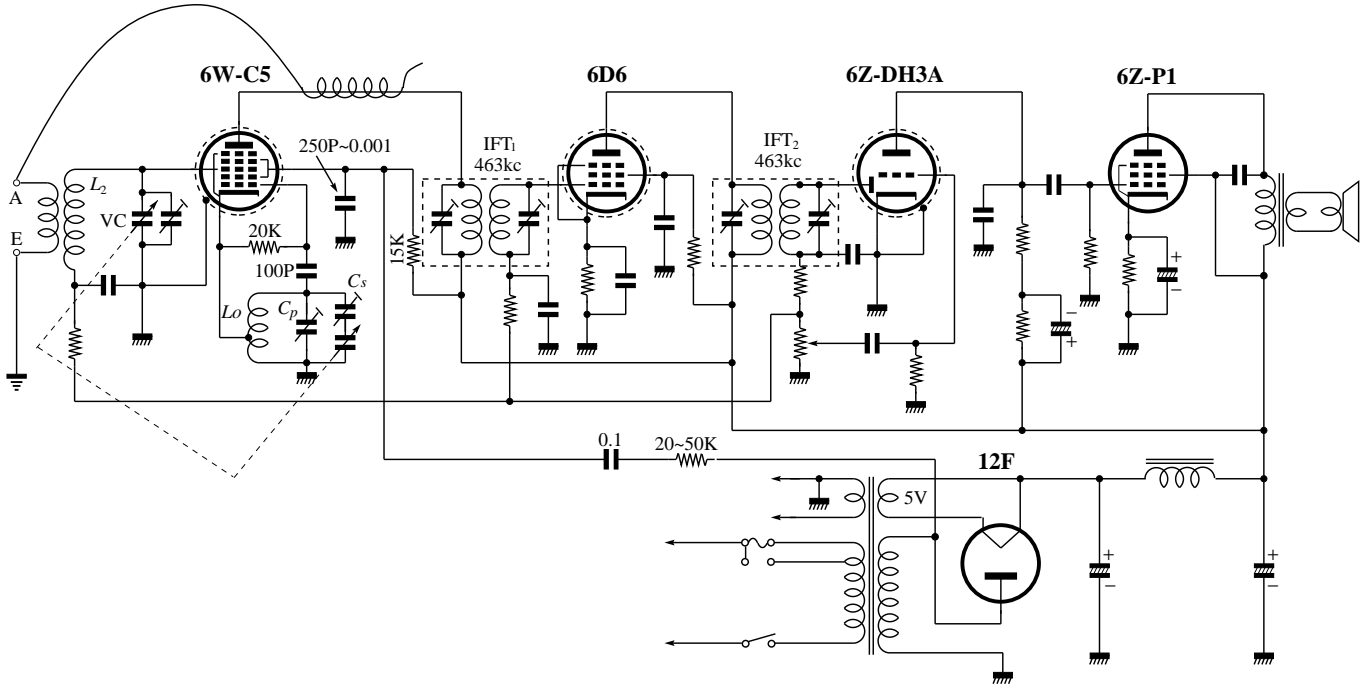 6W-C5
6D6
6Z-DH3A
6Z-P1
250P~0.001
IFT1
463kc
IFT2
463kc
A
L2
VC
E
20K
100P
15K
Lo
Cp
Cs
+
−
−
+
0.1
20~50K
12F
5V
+
−
+
−